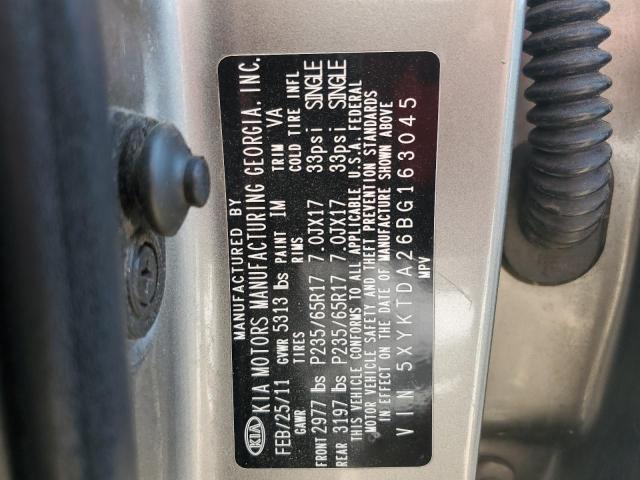 MANUFACTURED BY
KIA KIA MOTORS MANUFACTURING GEORGIA, INC.
FEB/25/11 GVWR 5313 lbs PAINT IM TRIM VA
GAWR TIRES RIMS COLD TIRE INFL
FRONT 2977 lbs P235/65R17 7.0JX17 33psi SINGLE
REAR 3197 lbs P235/65R17 7.0JX17 33psi SINGLE
THIS VEHICLE CONFORMS TO ALL APPLICABLE U.S.A. FEDERAL
MOTOR VEHICLE SAFETY AND THEFT PREVENTION STANDARDS
IN EFFECT ON THE DATE OF MANUFACTURE SHOWN ABOVE
VIN 5XYKTDA26BG163045
MPV